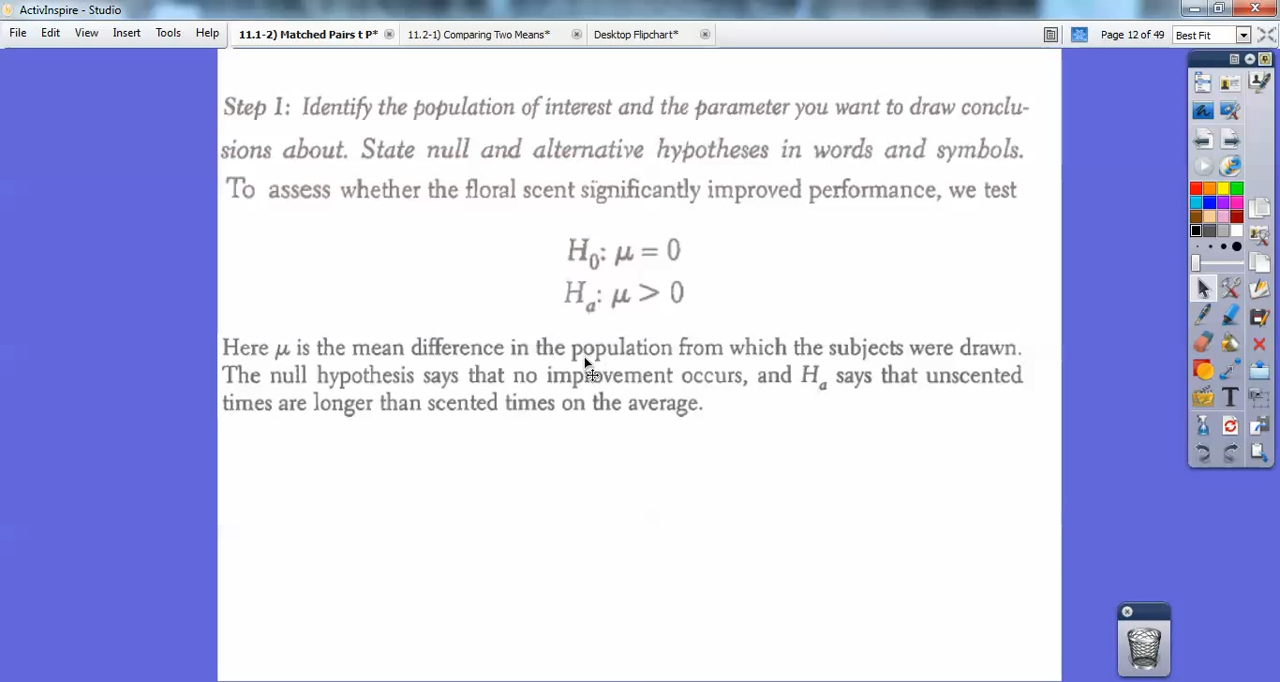 ActivInspire - Studio
File Edit View Insert Tools Help 11.1-2) Matched Pairs t P* 11.2-1) Comparing Two Means* Desktop Flipchart* Page 12 of 49 Best Fit
Step 1: Identify the population of interest and the parameter you want to draw conclu-
sions about. State null and alternative hypotheses in words and symbols.
To assess whether the floral scent significantly improved performance, we test
H₀: μ = 0
Hₐ: μ > 0
Here μ is the mean difference in the population from which the subjects were drawn.
The null hypothesis says that no improvement occurs, and Hₐ says that unscented
times are longer than scented times on the average.